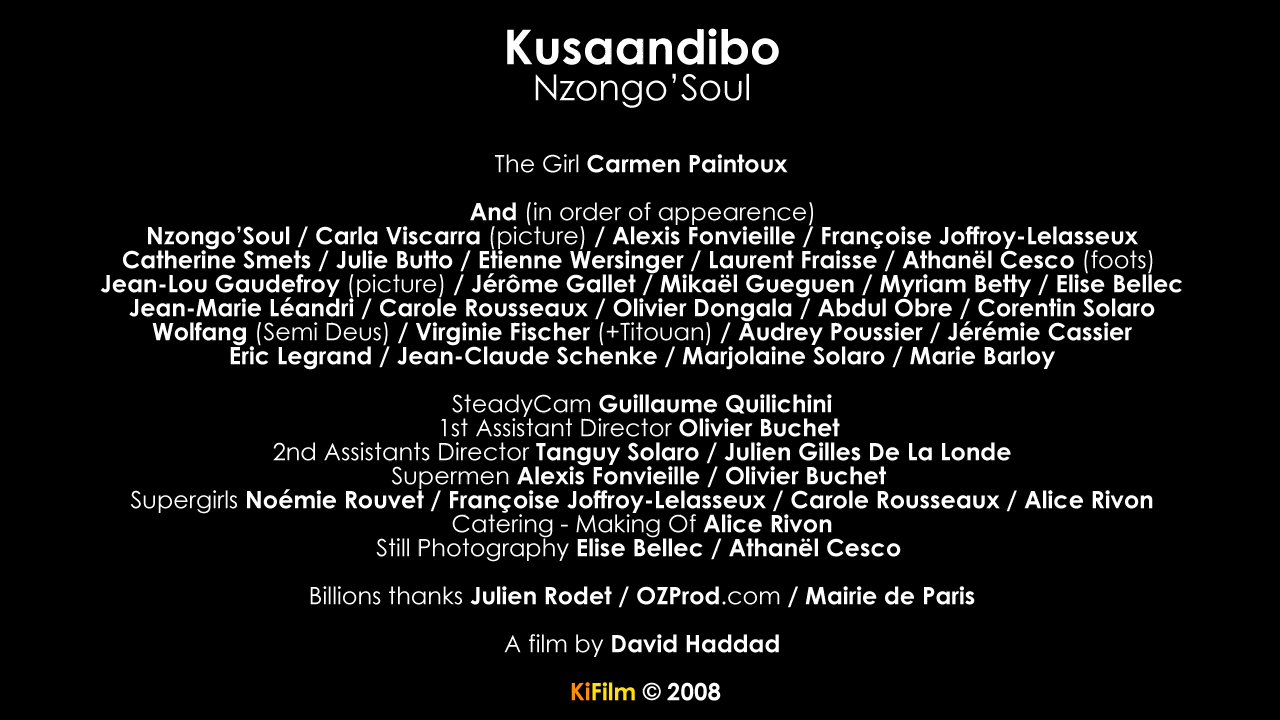 Kusaandibo
Nzongo’Soul
The Girl Carmen Paintoux
And (in order of appearence)
Nzongo’Soul / Carla Viscarra (picture) / Alexis Fonvieille / Françoise Joffroy-Lelasseux
Catherine Smets / Julie Butto / Etienne Wersinger / Laurent Fraisse / Athanël Cesco (foots)
Jean-Lou Gaudefroy (picture) / Jérôme Gallet / Mikaël Gueguen / Myriam Betty / Elise Bellec
Jean-Marie Léandri / Carole Rousseaux / Olivier Dongala / Abdul Obre / Corentin Solaro
Wolfang (Semi Deus) / Virginie Fischer (+Titouan) / Audrey Poussier / Jérémie Cassier
Eric Legrand / Jean-Claude Schenke / Marjolaine Solaro / Marie Barloy
SteadyCam Guillaume Quilichini
1st Assistant Director Olivier Buchet
2nd Assistants Director Tanguy Solaro / Julien Gilles De La Londe
Supermen Alexis Fonvieille / Olivier Buchet
Supergirls Noémie Rouvet / Françoise Joffroy-Lelasseux / Carole Rousseaux / Alice Rivon
Catering - Making Of Alice Rivon
Still Photography Elise Bellec / Athanël Cesco
Billions thanks Julien Rodet / OZProd.com / Mairie de Paris
A film by David Haddad
KiFilm © 2008